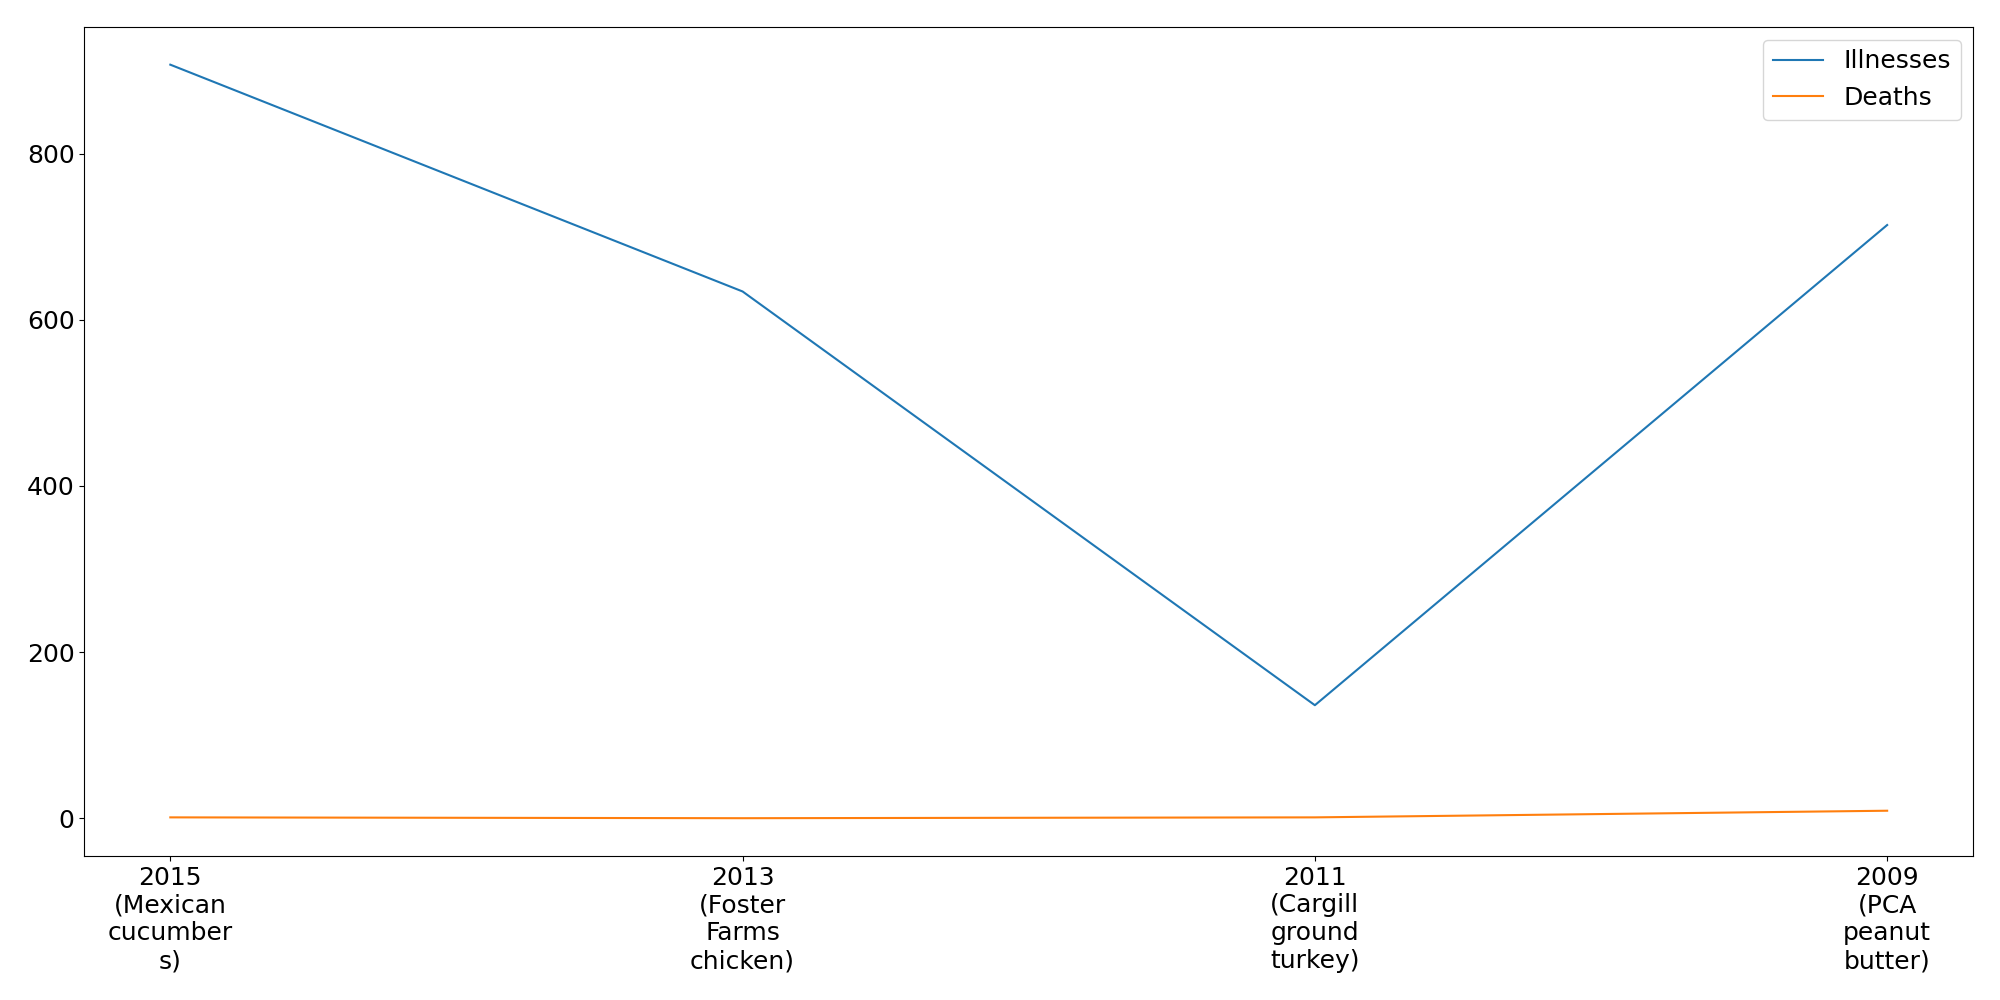 Illnesses
Deaths
800
600
400
200
0
2015
(Mexican
cucumber
s)
2013
(Foster
Farms
chicken)
2011
(Cargill
ground
turkey)
2009
(PCA
peanut
butter)